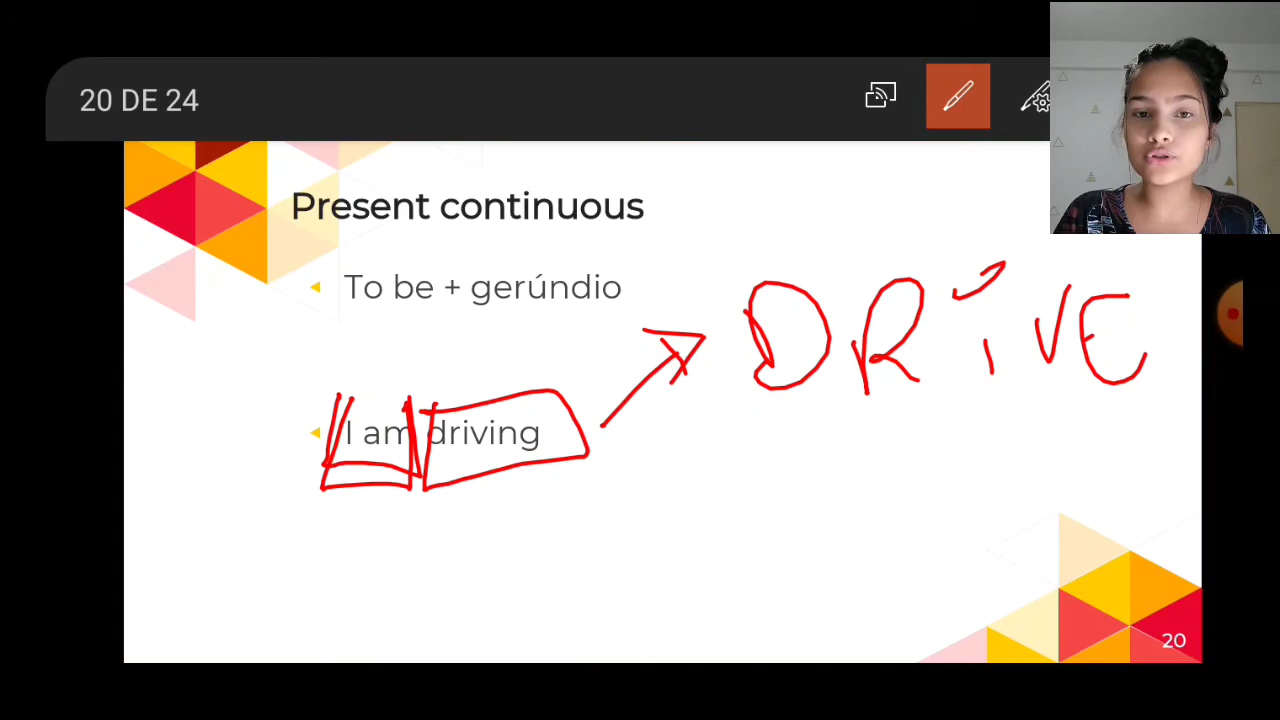 20 DE 24
Present continuous
To be + gerúndio
DRIVE
I am driving
20